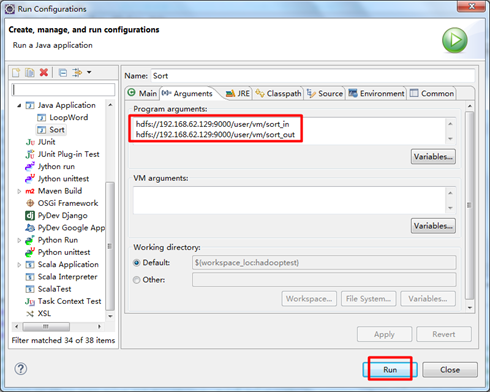 Run Configurations
Create, manage, and run configurations
Run a Java application
Name: Sort
Java Application
LoopWord
Sort
JUnit
JUnit Plug-in Test
Jython run
Jython unittest
Maven Build
OSGi Framework
PyDev Django
PyDev Google App
Python Run
Python unittest
Scala Application
Scala Interpreter
ScalaTest
Task Context Test
XSL
Filter matched 34 of 38 items
Main (x)= Arguments JRE Classpath Source Environment Common
Program arguments:
hdfs://192.168.62.129:9000/user/vm/sort_in
hdfs://192.168.62.129:9000/user/vm/sort_out
Variables...
VM arguments:
Variables...
Working directory:
Default: ${workspace_loc:hadooptest}
Other:
Workspace... File System... Variables...
Apply Revert
Run Close